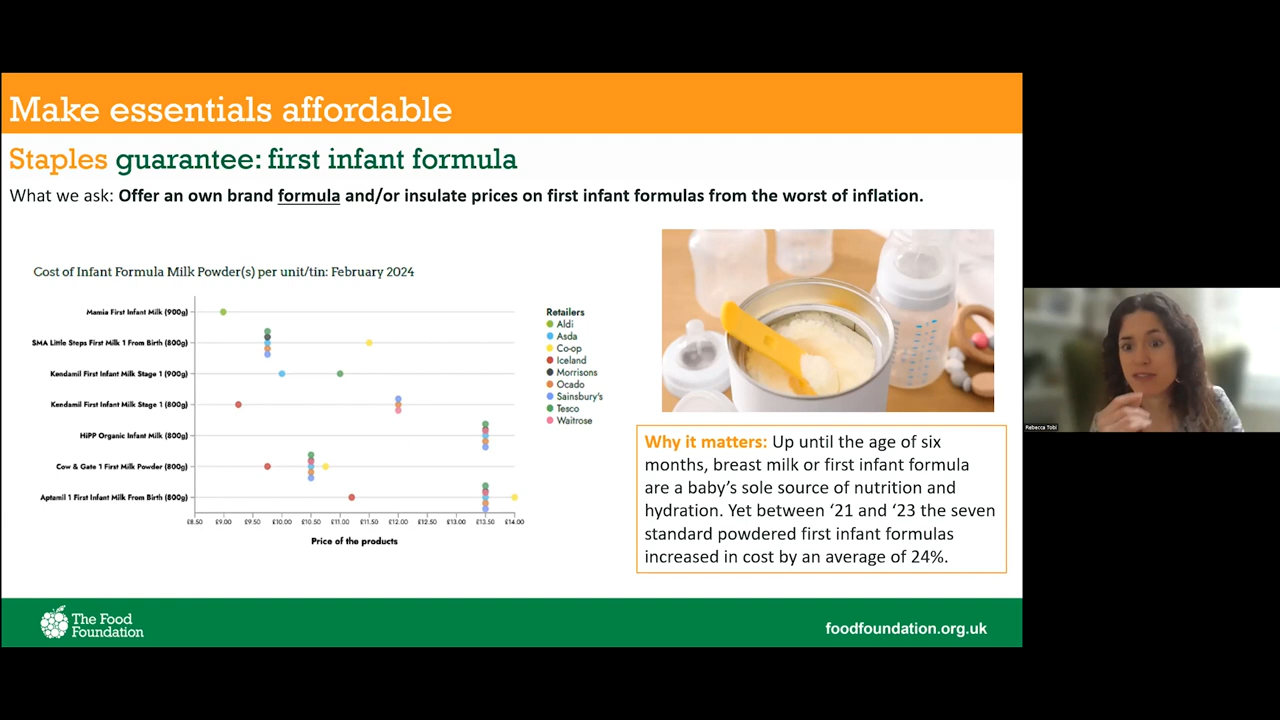 Make essentials affordable
Staples guarantee: first infant formula
What we ask: Offer an own brand formula and/or insulate prices on first infant formulas from the worst of inflation.
Cost of Infant Formula Milk Powder(s) per unit/tin: February 2024
Mamia First Infant Milk (900g)
SMA Little Steps First Milk 1 From Birth (800g)
Kendamil First Infant Milk Stage 1 (900g)
Kendamil First Infant Milk Stage 1 (800g)
HiPP Organic Infant Milk (800g)
Cow & Gate 1 First Milk Powder (800g)
Aptamil 1 First Infant Milk From Birth (800g)
£8.50 £9.00 £9.50 £10.00 £10.50 £11.00 £11.50 £12.00 £12.50 £13.00 £13.50 £14.00
Price of the products
Retailers
Aldi
Asda
Co-op
Iceland
Morrisons
Ocado
Sainsbury's
Tesco
Waitrose
Why it matters: Up until the age of six
months, breast milk or first infant formula
are a baby's sole source of nutrition and
hydration. Yet between ‘21 and ‘23 the seven
standard powdered first infant formulas
increased in cost by an average of 24%.
Rebecca Tobi
The Food
Foundation
foodfoundation.org.uk